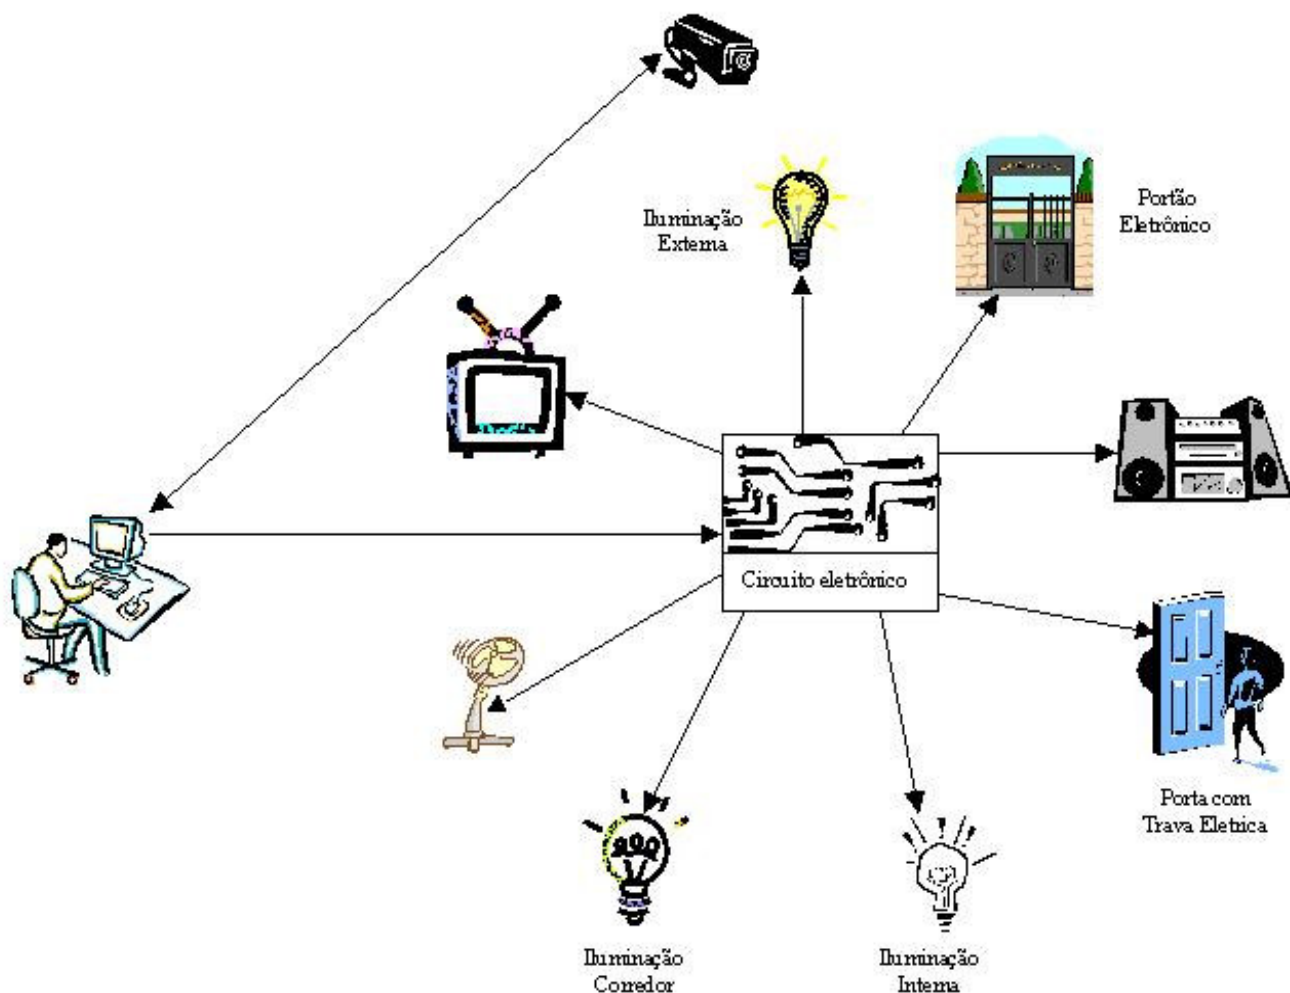 Iluminação
Externa
Portão
Eletrônico
Circuito eletrônico
Porta com
Trava Eletrica
Iluminação
Corredor
Iluminação
Interna